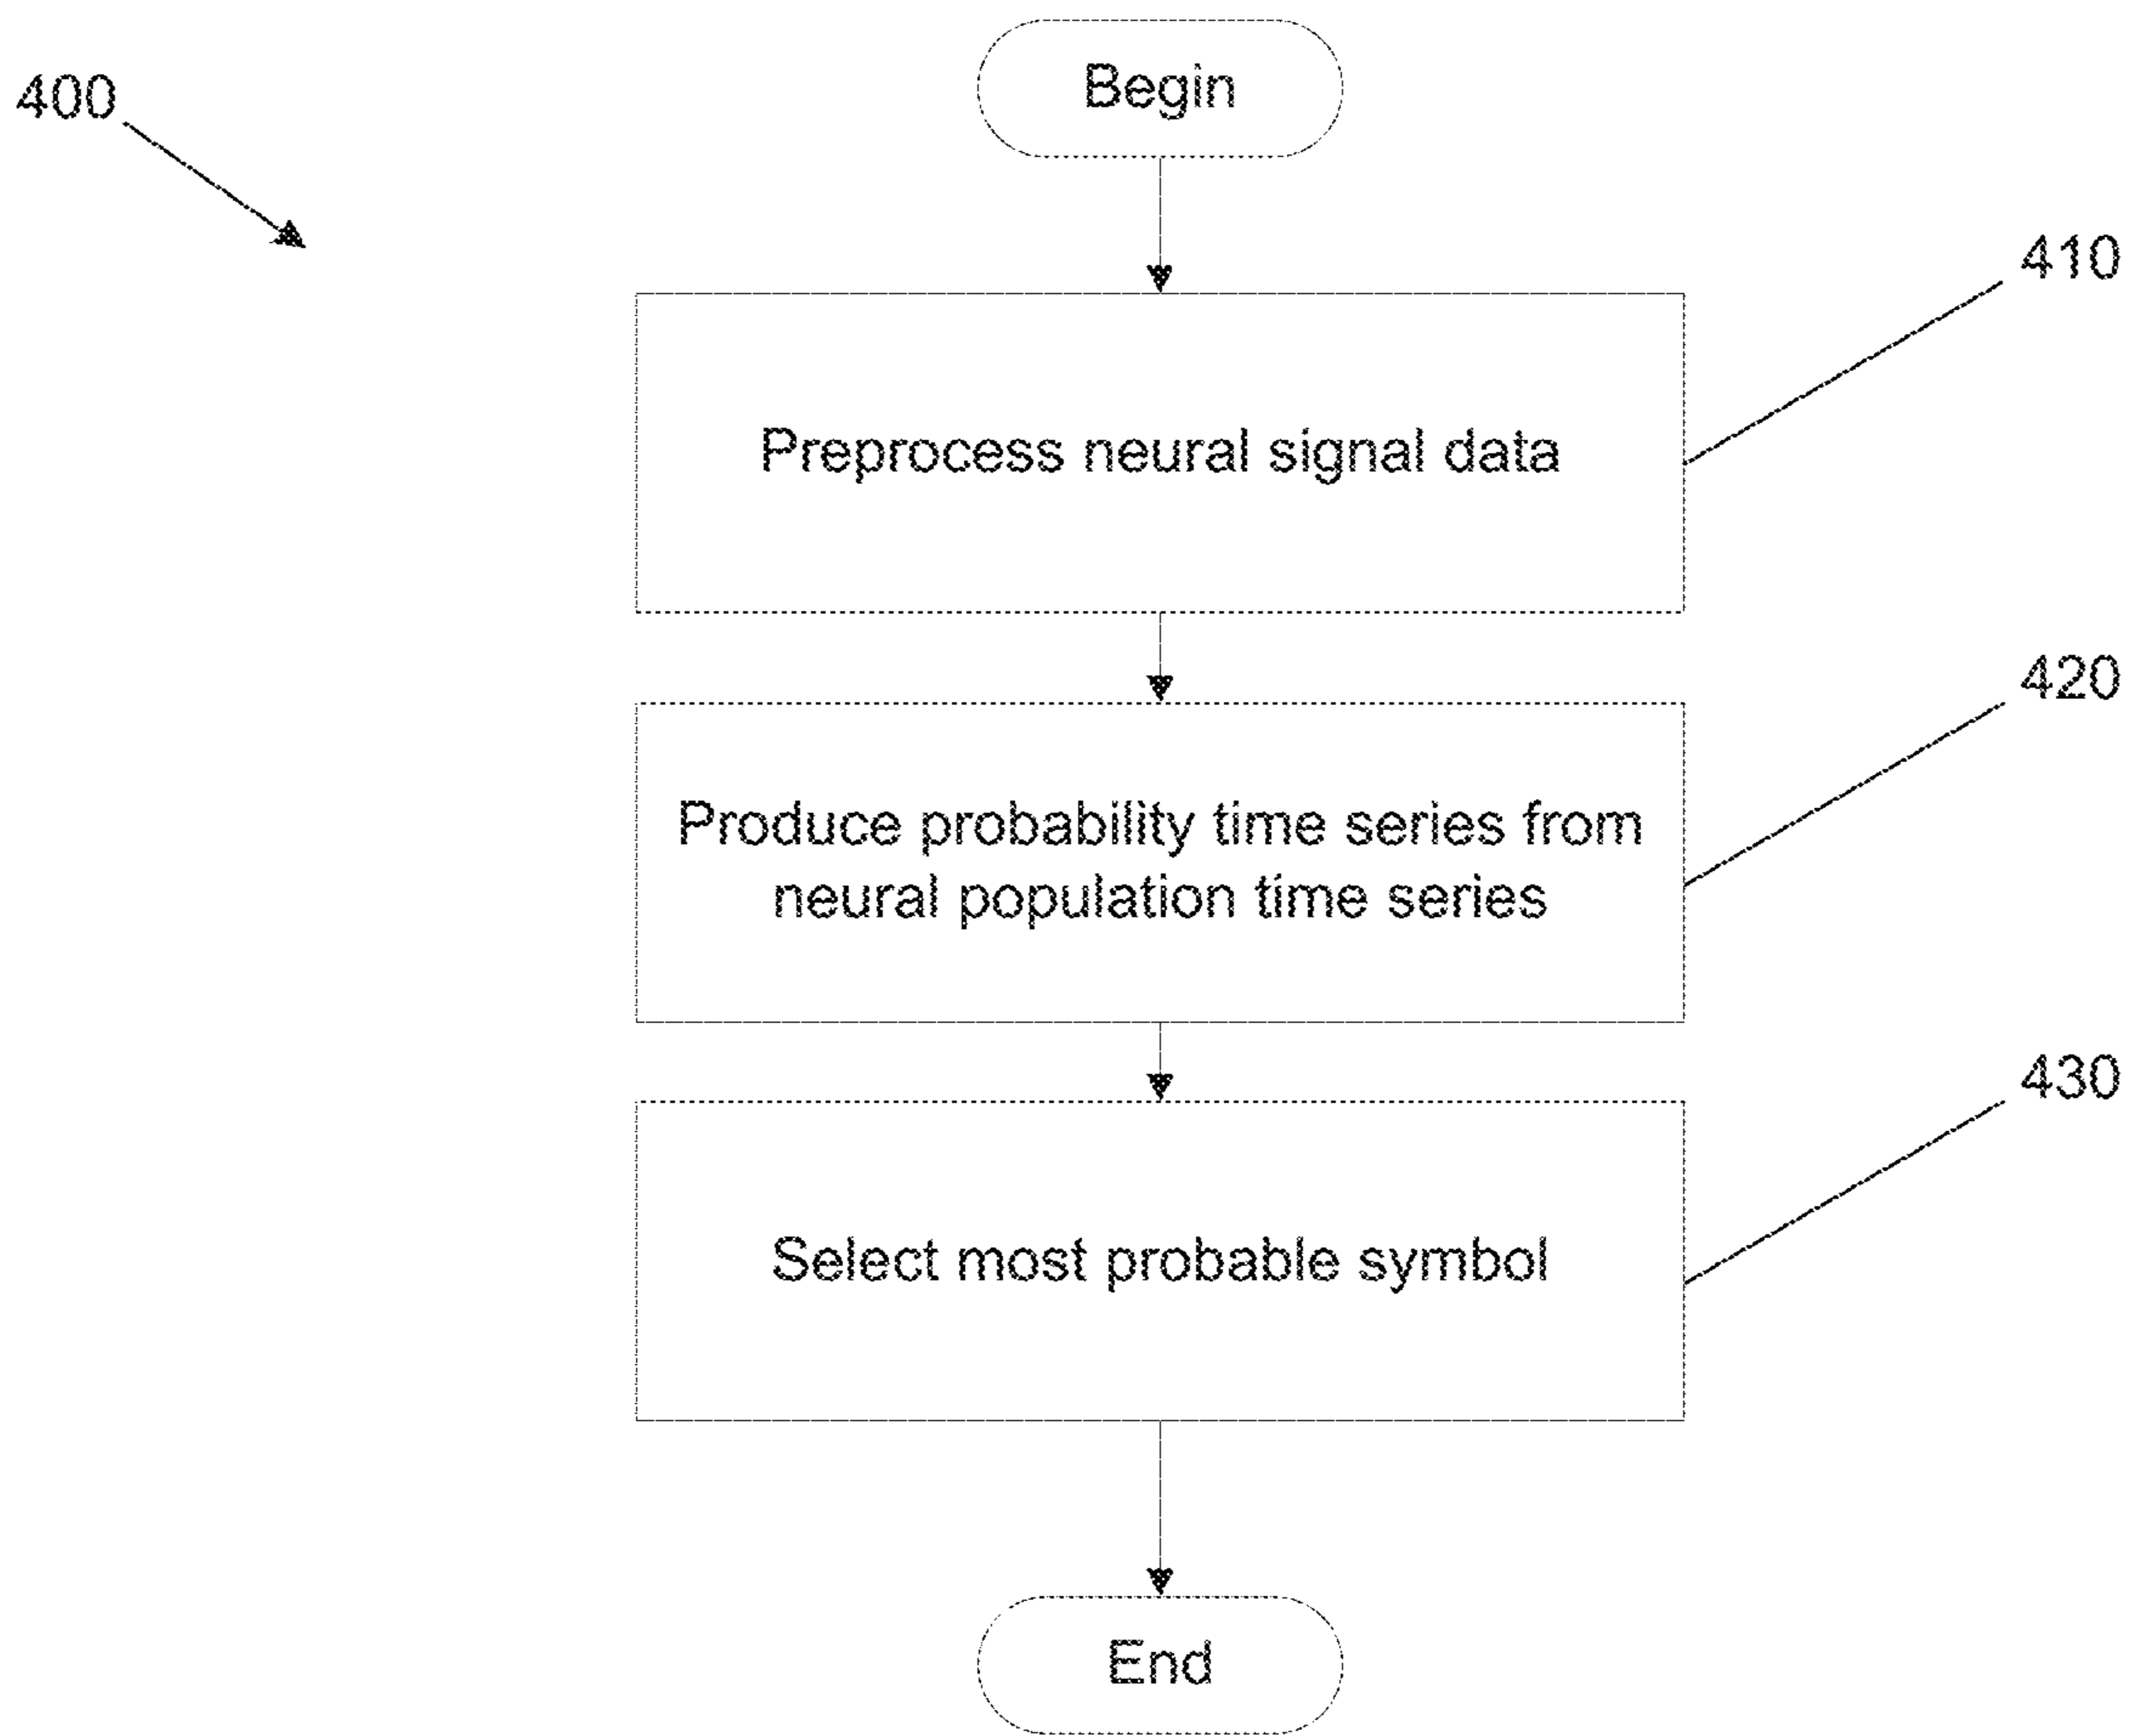 Begin
400
410
Preprocess neural signal data
420
Produce probability time series from
neural population time series
430
Select most probable symbol
End